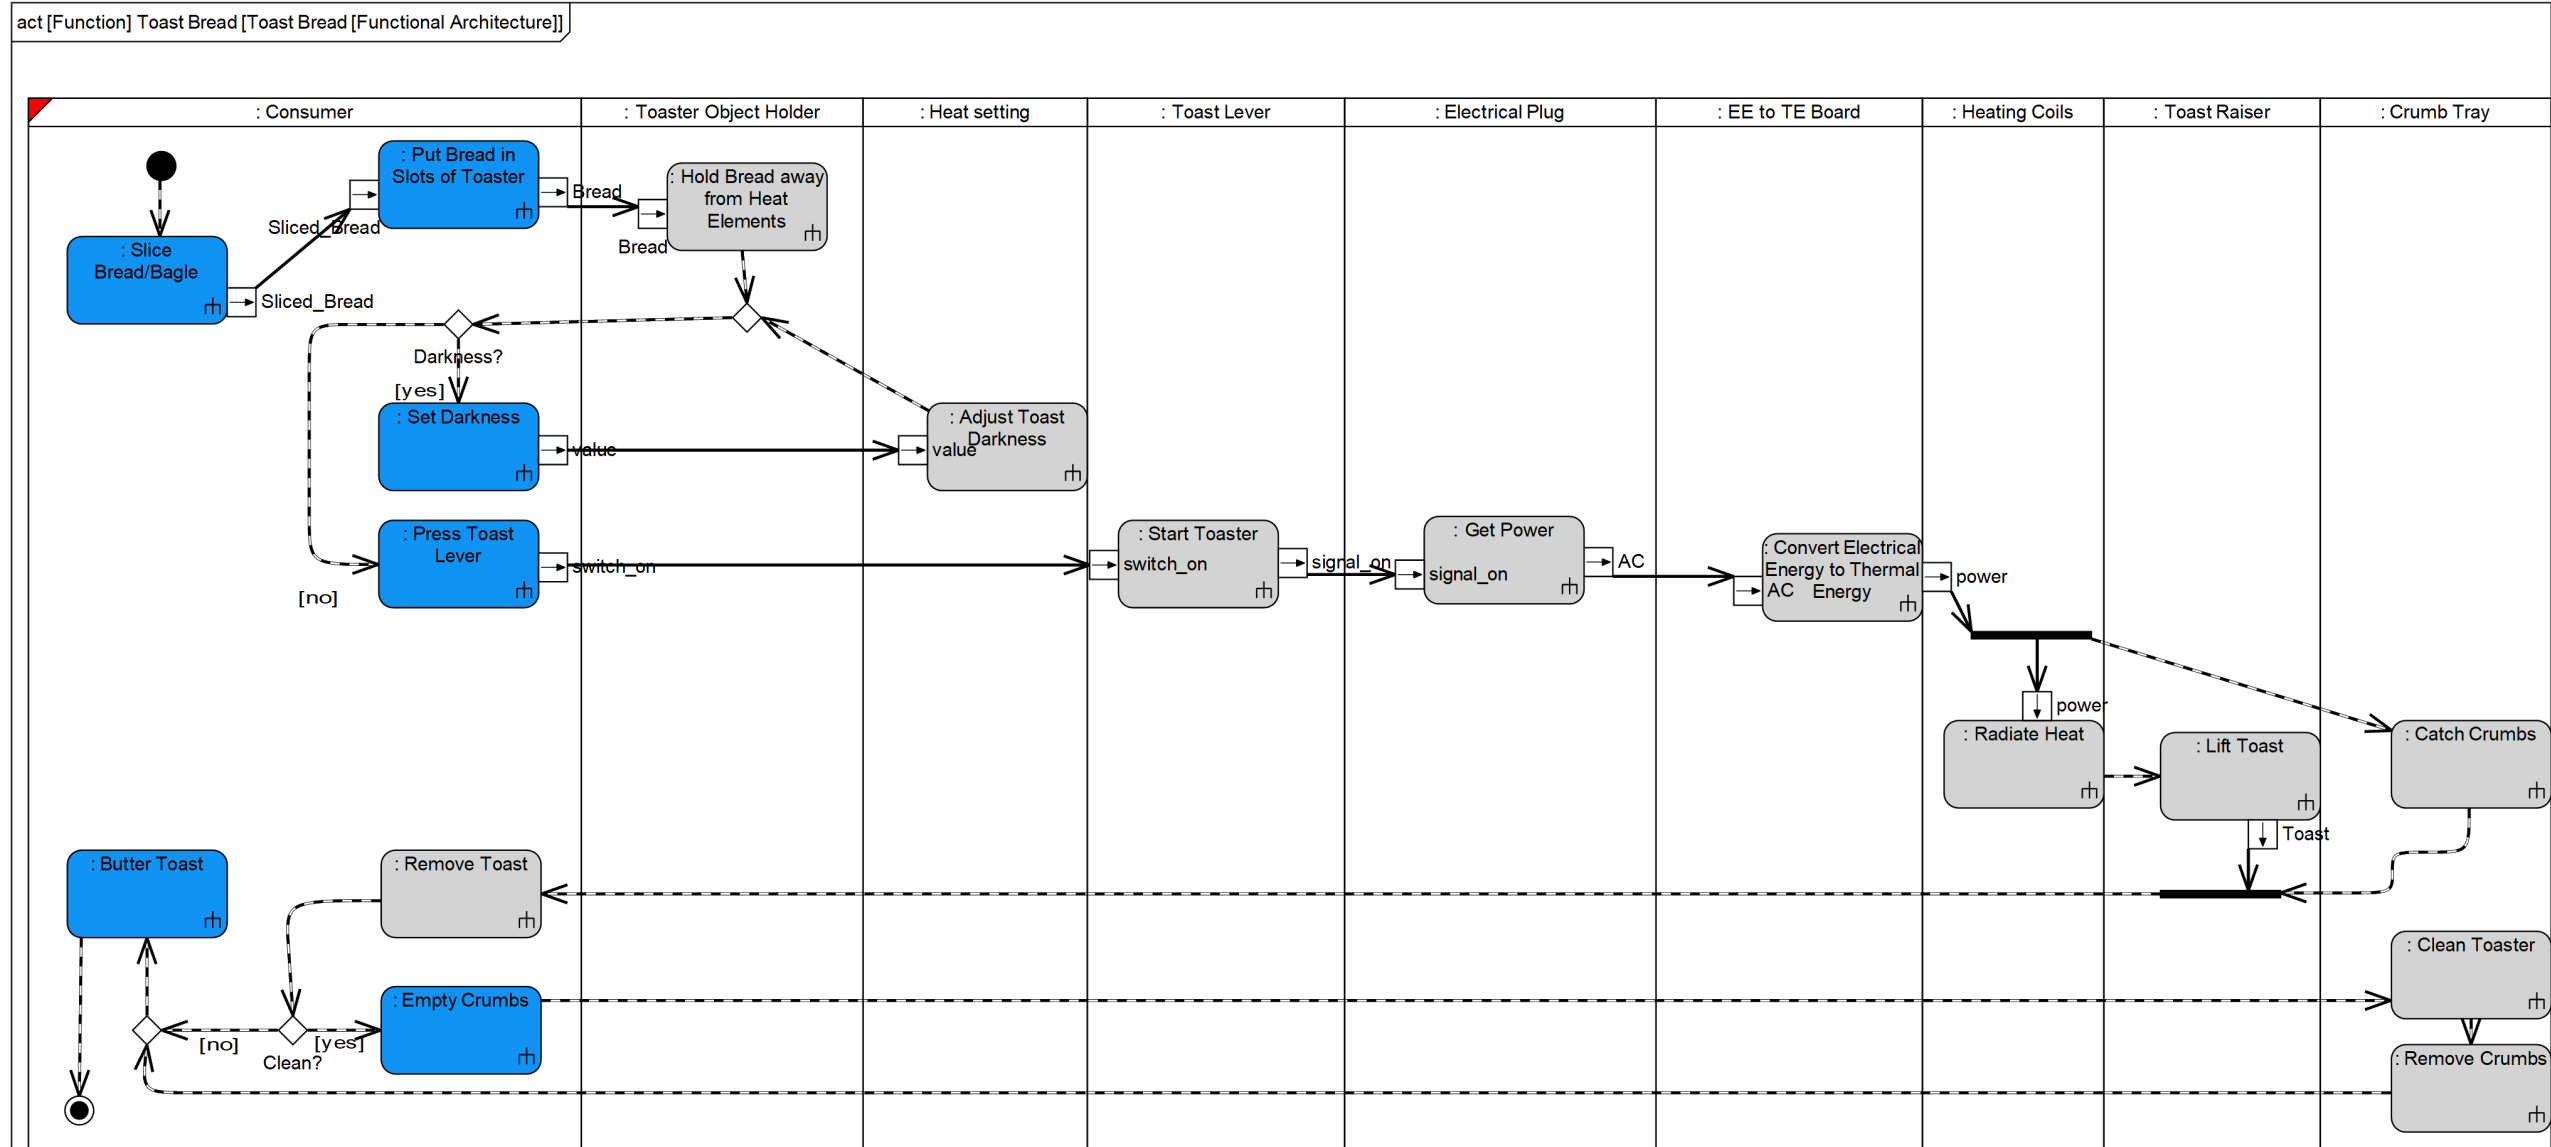 act [Function] Toast Bread [Toast Bread [Functional Architecture]]
: Consumer
: Toaster Object Holder
: Heat setting
: Toast Lever
: Electrical Plug
: EE to TE Board
: Heating Coils
: Toast Raiser
: Crumb Tray
: Put Bread in
Slots of Toaster
Bread
: Hold Bread away
from Heat
Elements
Bread
Sliced_Bread
: Slice
Bread/Bagle
Sliced_Bread
Darkness?
[yes]
: Set Darkness
value
: Adjust Toast
Darkness
value
: Press Toast
Lever
switch_on
[no]
: Start Toaster
switch_on
signal_on
: Get Power
signal_on
AC
: Convert Electrical
Energy to Thermal
Energy
AC
power
power
: Radiate Heat
: Lift Toast
Toast
: Catch Crumbs
: Butter Toast
: Remove Toast
: Clean Toaster
: Empty Crumbs
[no]
[yes]
Clean?
: Remove Crumbs